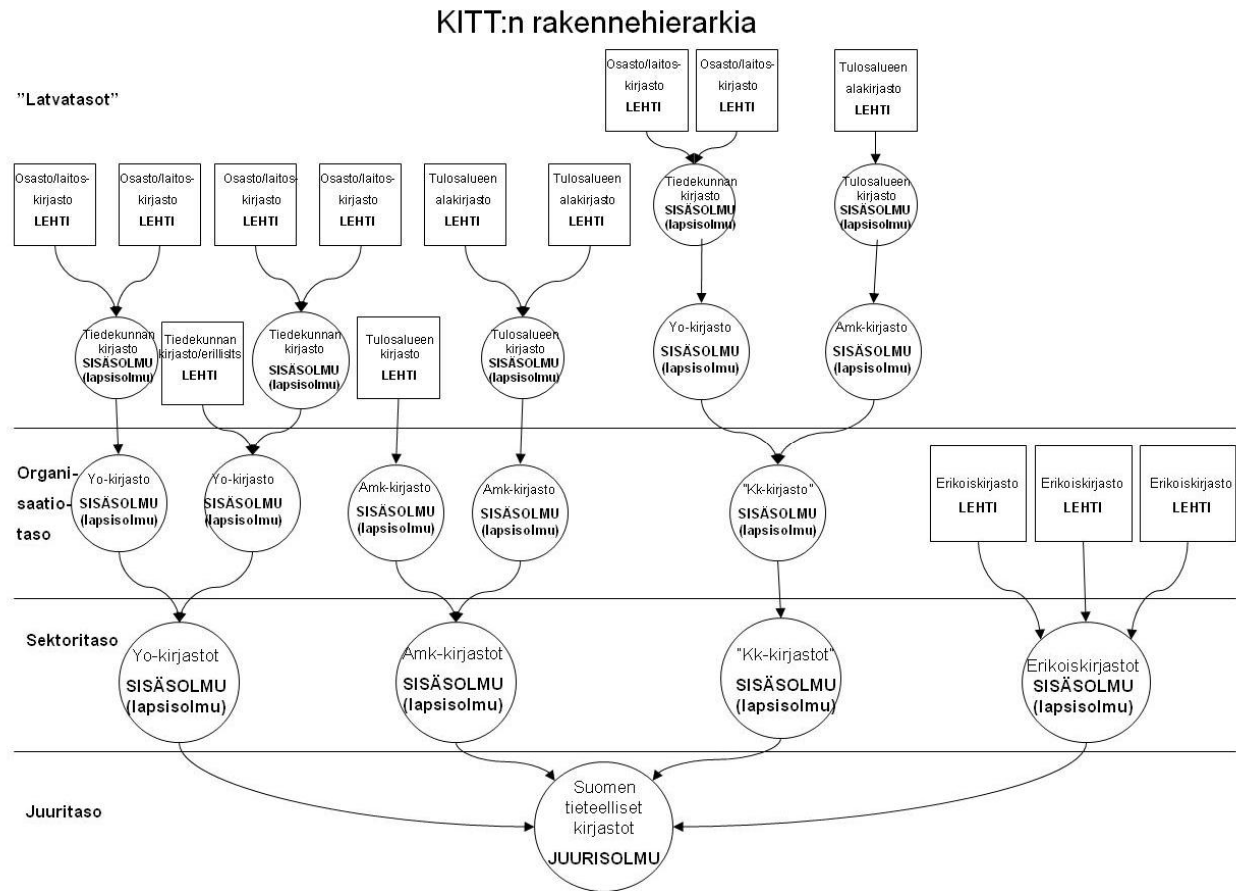 KITT:n rakennehierarkia
"Latvatasot"
Osasto/laitos-
kirjasto
LEHTI
Osasto/laitos-
kirjasto
LEHTI
Tulosalueen
alakirjasto
LEHTI
Osasto/laitos-
kirjasto
LEHTI
Osasto/laitos-
kirjasto
LEHTI
Osasto/laitos-
kirjasto
LEHTI
Osasto/laitos-
kirjasto
LEHTI
Tulosalueen
alakirjasto
LEHTI
Tulosalueen
alakirjasto
LEHTI
Tiedekunnan
kirjasto
SISÄSOLMU
(lapsisolmu)
Tulosalueen
kirjasto
SISÄSOLMU
(lapsisolmu)
Tiedekunnan
kirjasto
SISÄSOLMU
(lapsisolmu)
Tiedekunnan
kirjasto/erillislts
LEHTI
Tiedekunnan
kirjasto
SISÄSOLMU
(lapsisolmu)
Tulosalueen
kirjasto
LEHTI
Tulosalueen
kirjasto
SISÄSOLMU
(lapsisolmu)
Yo-kirjasto
SISÄSOLMU
(lapsisolmu)
Amk-kirjasto
SISÄSOLMU
(lapsisolmu)
Organi-
saatio-
taso
Yo-kirjasto
SISÄSOLMU
(lapsisolmu)
Yo-kirjasto
SISÄSOLMU
(lapsisolmu)
Amk-kirjasto
SISÄSOLMU
(lapsisolmu)
Amk-kirjasto
SISÄSOLMU
(lapsisolmu)
"Kk-kirjasto"
SISÄSOLMU
(lapsisolmu)
Erikoiskirjasto
LEHTI
Erikoiskirjasto
LEHTI
Erikoiskirjasto
LEHTI
Sektoritaso
Yo-kirjastot
SISÄSOLMU
(lapsisolmu)
Amk-kirjastot
SISÄSOLMU
(lapsisolmu)
"Kk-kirjastot"
SISÄSOLMU
(lapsisolmu)
Erikoiskirjastot
SISÄSOLMU
(lapsisolmu)
Juuritaso
Suomen
tieteelliset
kirjastot
JUURISOLMU